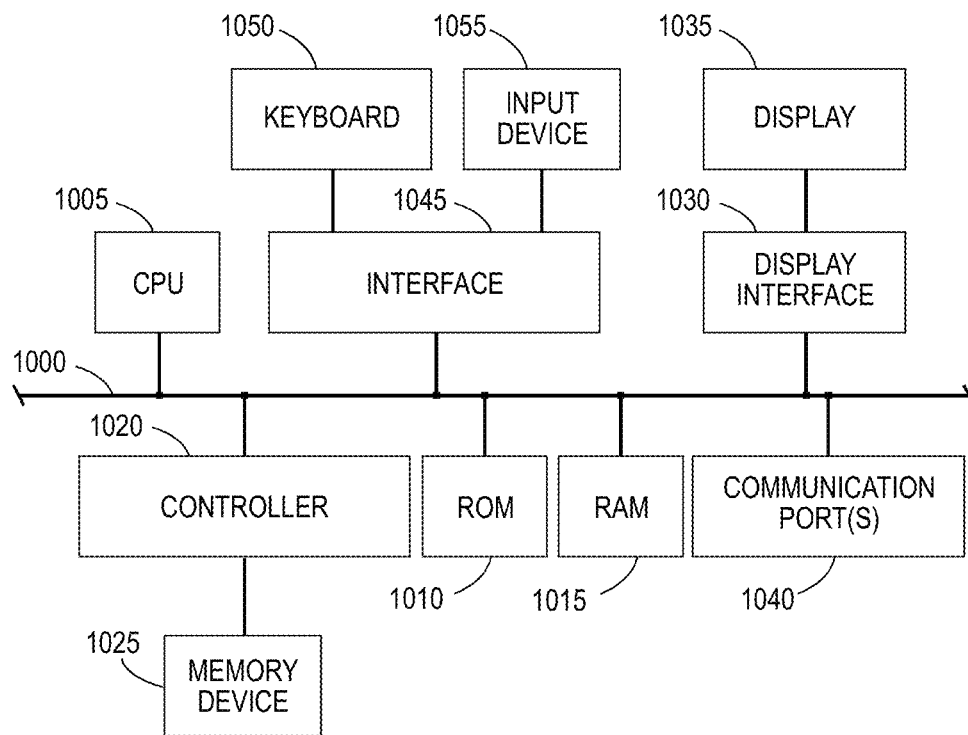 1050
1055
1035
KEYBOARD
INPUT
DEVICE
DISPLAY
1005
1045
1030
CPU
INTERFACE
DISPLAY
INTERFACE
1000
1020
CONTROLLER
ROM
RAM
COMMUNICATION
PORT(S)
1010
1015
1040
1025
MEMORY
DEVICE